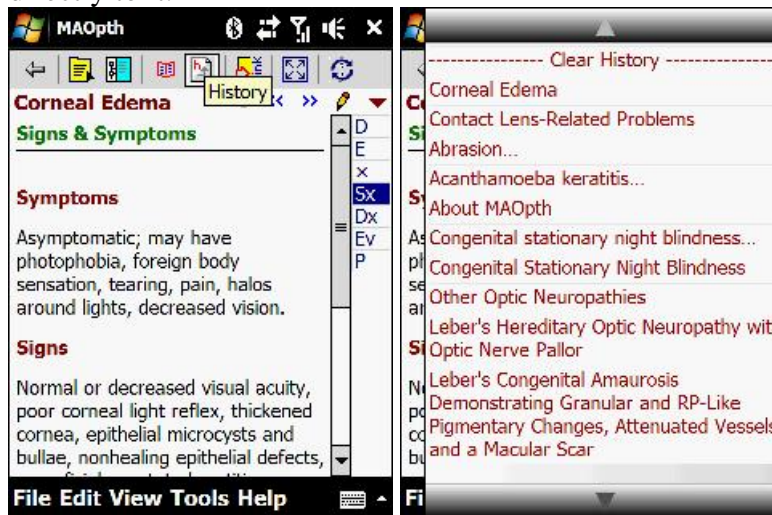 MAOpth
History
Corneal Edema << >>
Signs & Symptoms
Symptoms
Asymptomatic; may have
photophobia, foreign body
sensation, tearing, pain, halos
around lights, decreased vision.
Signs
Normal or decreased visual acuity,
poor corneal light reflex, thickened
cornea, epithelial microcysts and
bullae, nonhealing epithelial defects,
D
E
x
Sx
Dx
Ev
P
File Edit View Tools Help
---------------- Clear History ----------------
Corneal Edema
Contact Lens-Related Problems
Abrasion...
Acanthamoeba keratitis...
About MAOpth
Congenital stationary night blindness...
Congenital Stationary Night Blindness
Other Optic Neuropathies
Leber's Hereditary Optic Neuropathy wit
Optic Nerve Pallor
Leber's Congenital Amaurosis
Demonstrating Granular and RP-Like
Pigmentary Changes, Attenuated Vessels
and a Macular Scar
Fi